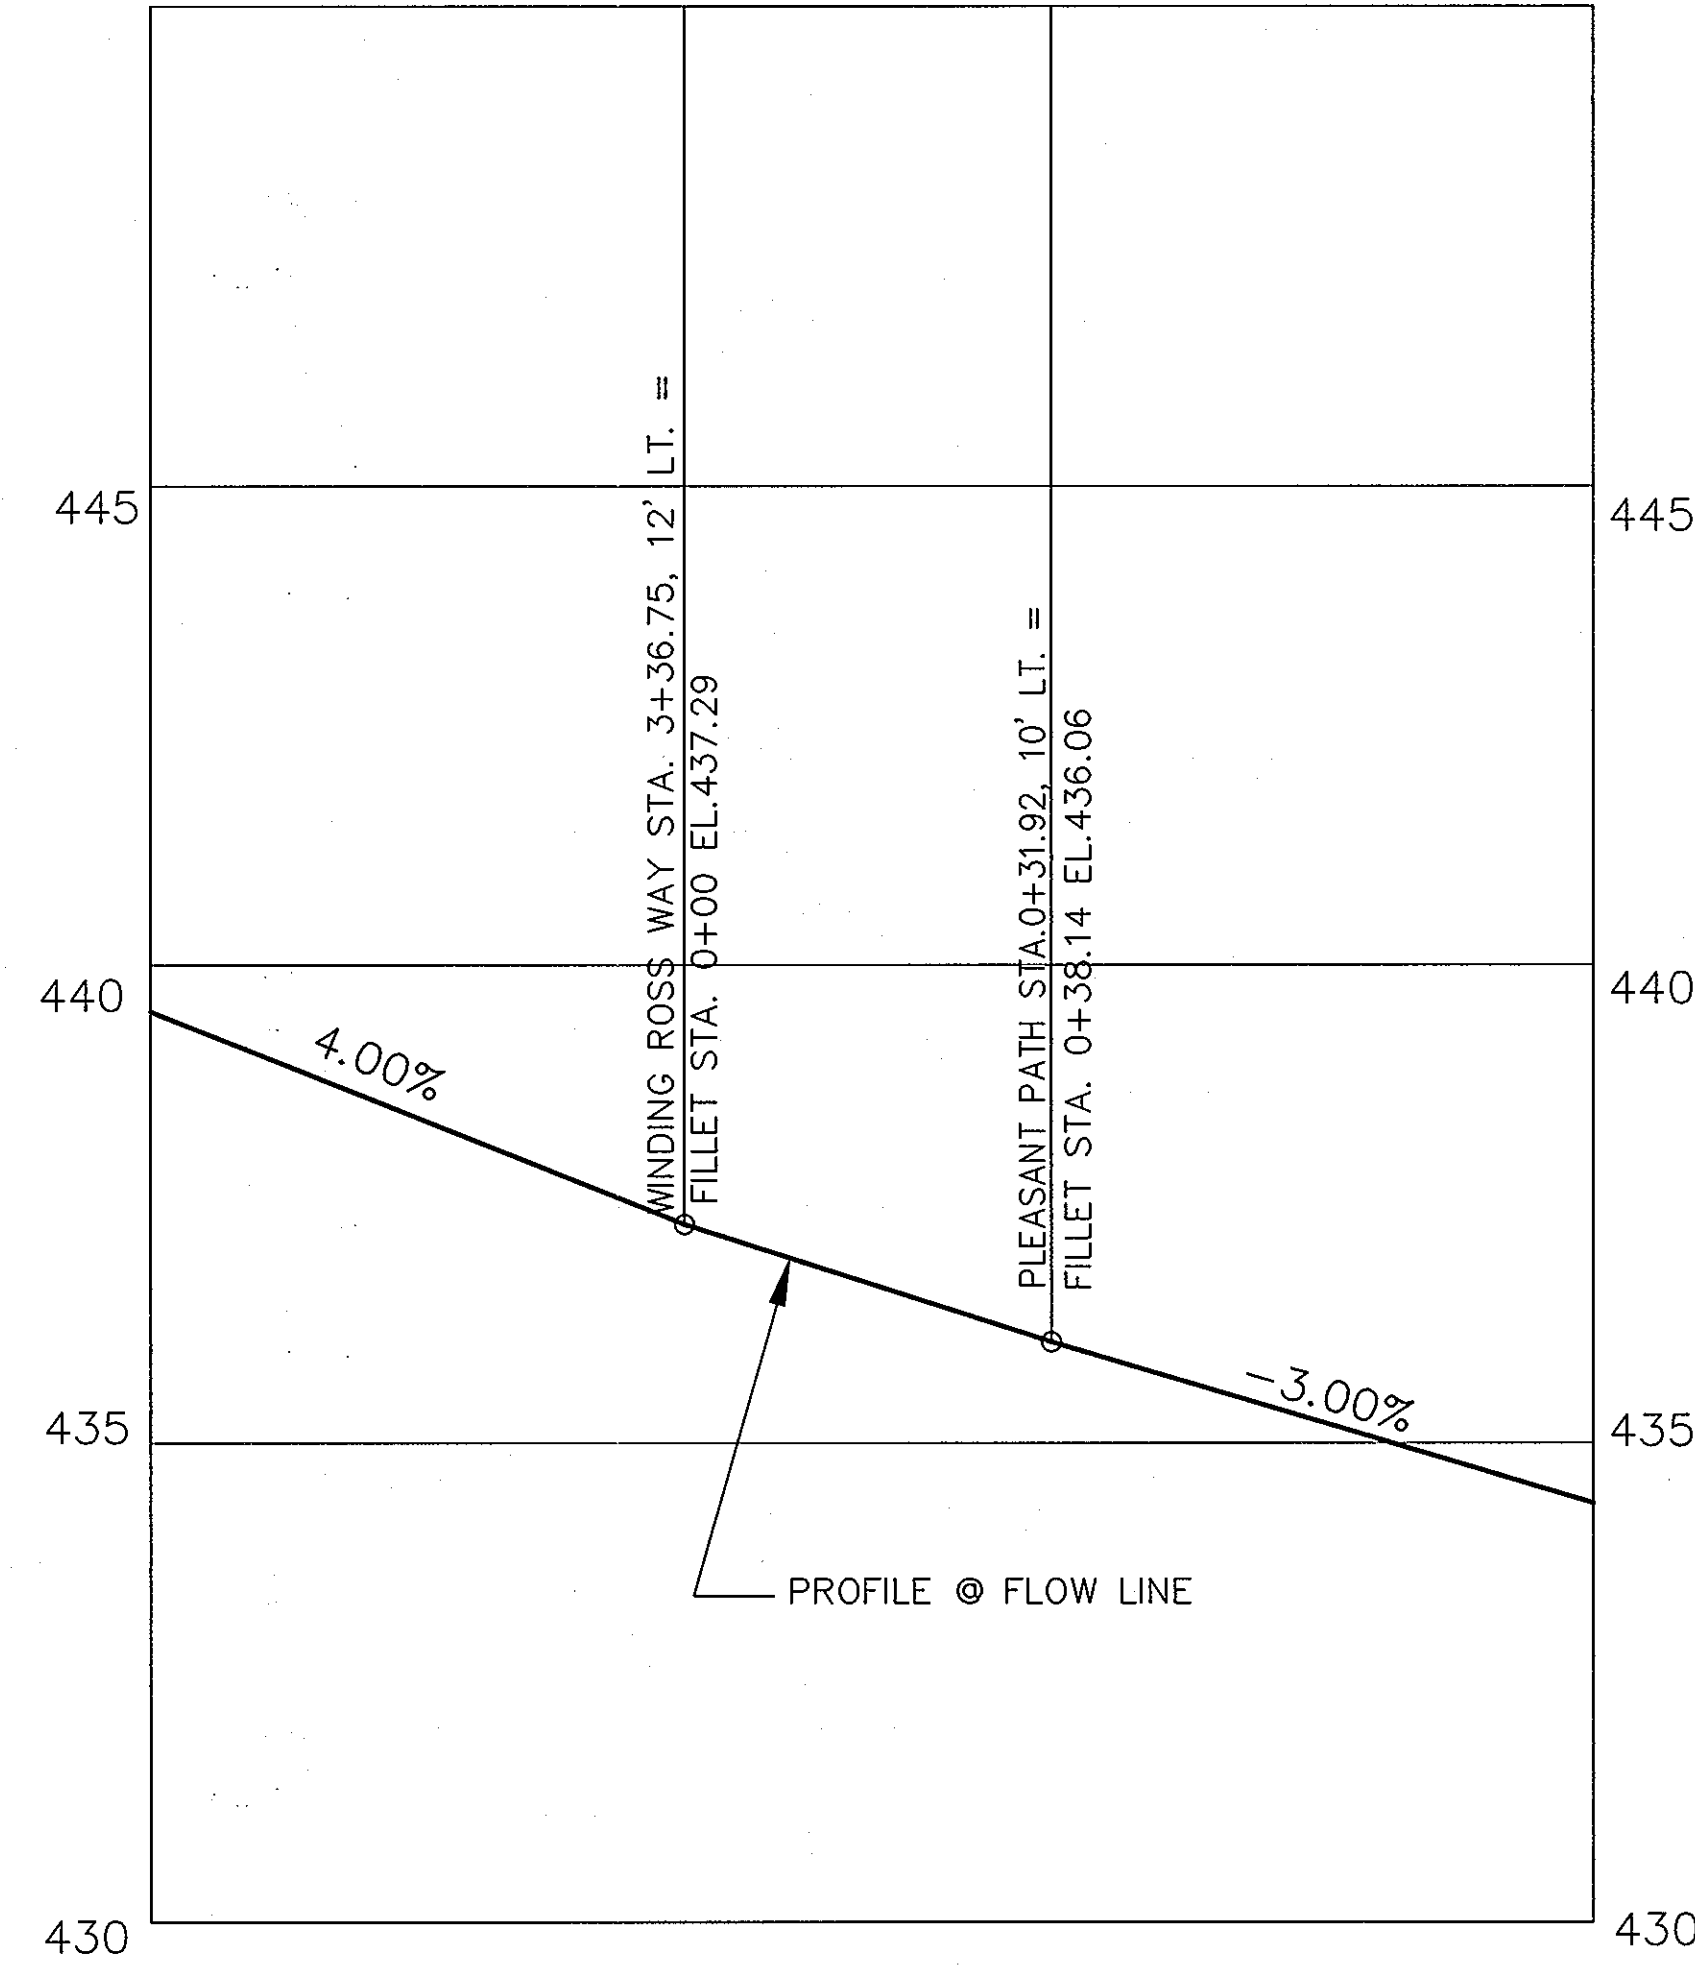 WINDING ROSS WAY STA. 3+36.75, 12' LT. =
FILLET STA. 0+00 EL.437.29
PLEASANT PATH STA.0+31.92, 10' LT. =
FILLET STA. 0+38.14 EL.436.06
445
445
440
440
4.00%
-3.00%
435
435
PROFILE @ FLOW LINE
430
430